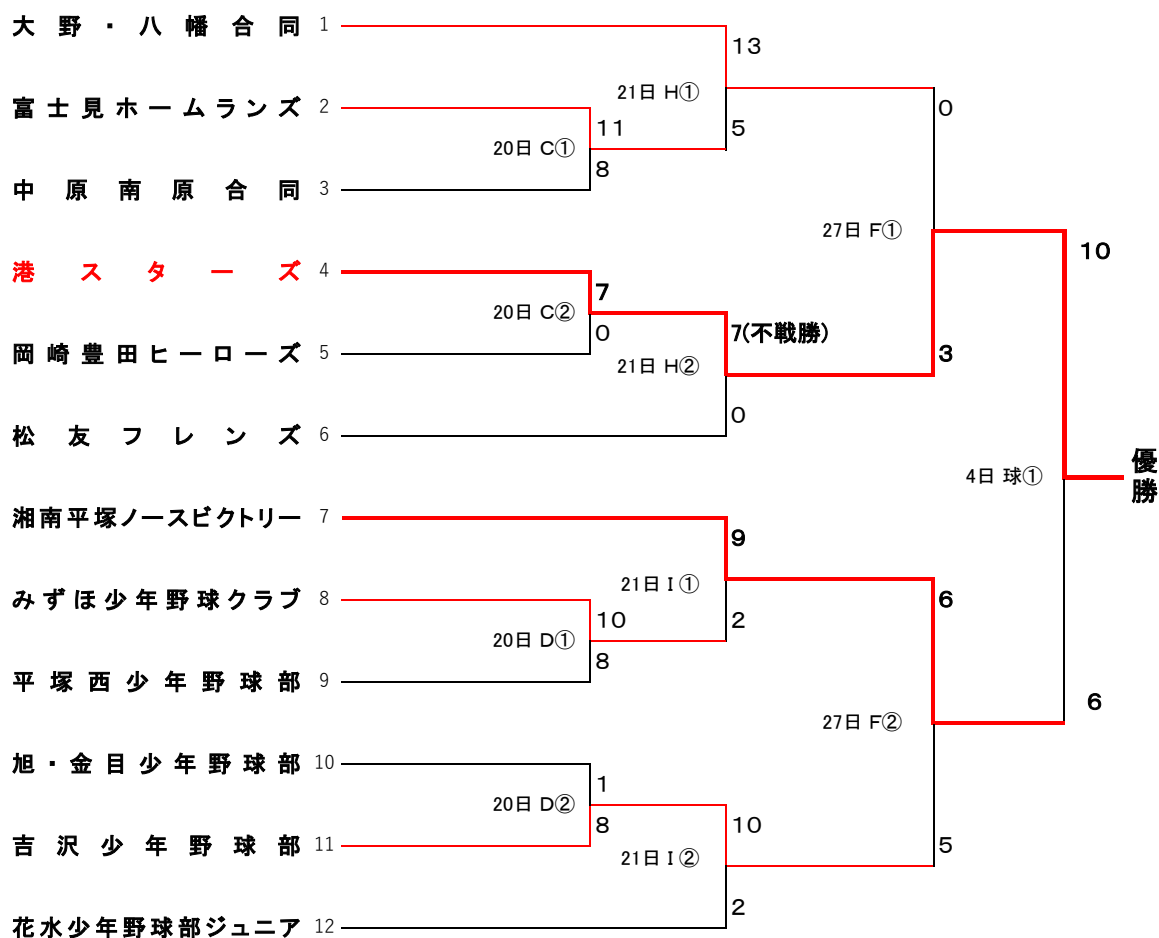 大野・八幡合同 1
13
21日 H①
富士見ホームランズ 2
0
11
5
20日 C①
8
中原南原合同 3
27日 F①
10
港スターズ 4
7
20日 C②
0
7(不戦勝)
岡崎豊田ヒーローズ 5
3
21日 H②
0
松友フレンズ 6
優勝
4日 球①
湘南平塚ノースビクトリー 7
9
21日 I①
みずほ少年野球クラブ 8
6
10
2
20日 D①
8
平塚西少年野球部 9
6
27日 F②
旭・金目少年野球部 10
1
20日 D②
8
10
吉沢少年野球部 11
5
21日 I②
2
花水少年野球部ジュニア 12